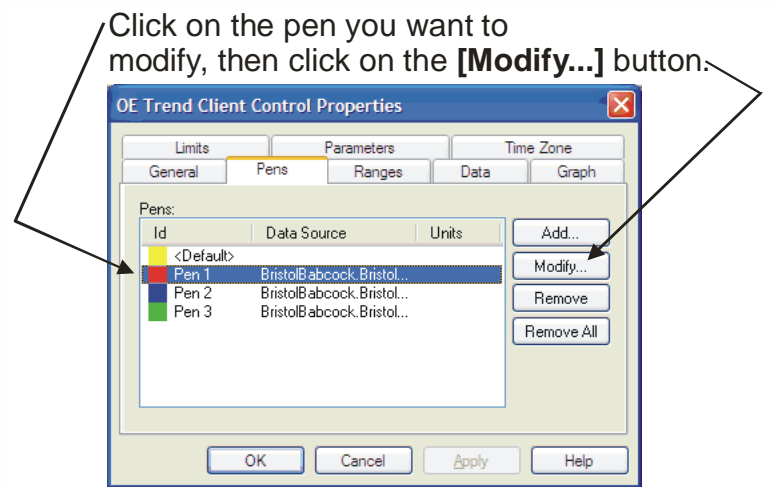 Click on the pen you want to
modify, then click on the [Modify...] button.
OE Trend Client Control Properties
Limits Parameters Time Zone
General Pens Ranges Data Graph
Pens:
Id Data Source Units
<Default>
Pen 1 BristolBabcock.Bristol...
Pen 2 BristolBabcock.Bristol...
Pen 3 BristolBabcock.Bristol...
Add...
Modify...
Remove
Remove All
OK Cancel Apply Help